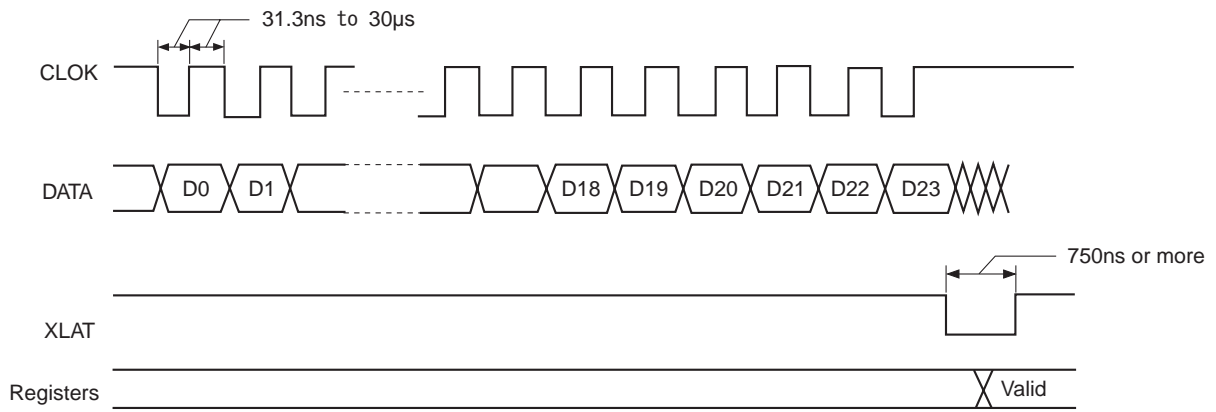 31.3ns to 30µs
CLOK
DATA
D0 D1 D18 D19 D20 D21 D22 D23
750ns or more
XLAT
Registers
Valid